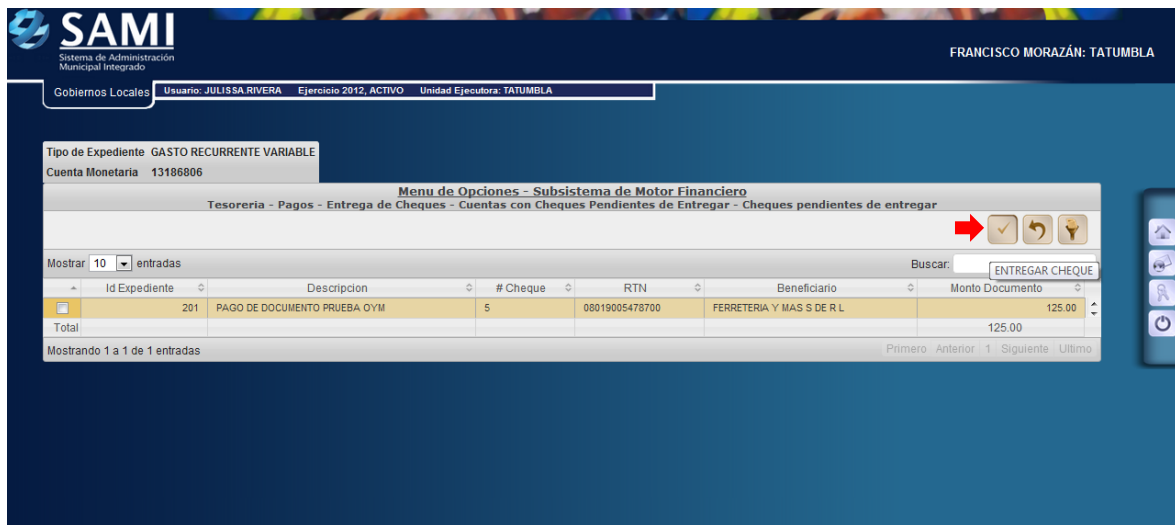 SAMI
Sistema de Administración
Municipal Integrado
FRANCISCO MORAZÁN: TATUMBLA
Gobiernos Locales
Usuario: JULISSA.RIVERA Ejercicio 2012, ACTIVO Unidad Ejecutora: TATUMBLA
Tipo de Expediente GASTO RECURRENTE VARIABLE
Cuenta Monetaria 13186806
Menu de Opciones - Subsistema de Motor Financiero
Tesoreria - Pagos - Entrega de Cheques - Cuentas con Cheques Pendientes de Entregar - Cheques pendientes de entregar
Mostrar 10 entradas Buscar:
ENTREGAR CHEQUE
Id Expediente Descripcion # Cheque RTN Beneficiario Monto Documento
201 PAGO DE DOCUMENTO PRUEBA OYM 5 08019005478700 FERRETERIA Y MAS S DE R L 125.00
Total 125.00
Mostrando 1 a 1 de 1 entradas Primero Anterior 1 Siguiente Ultimo